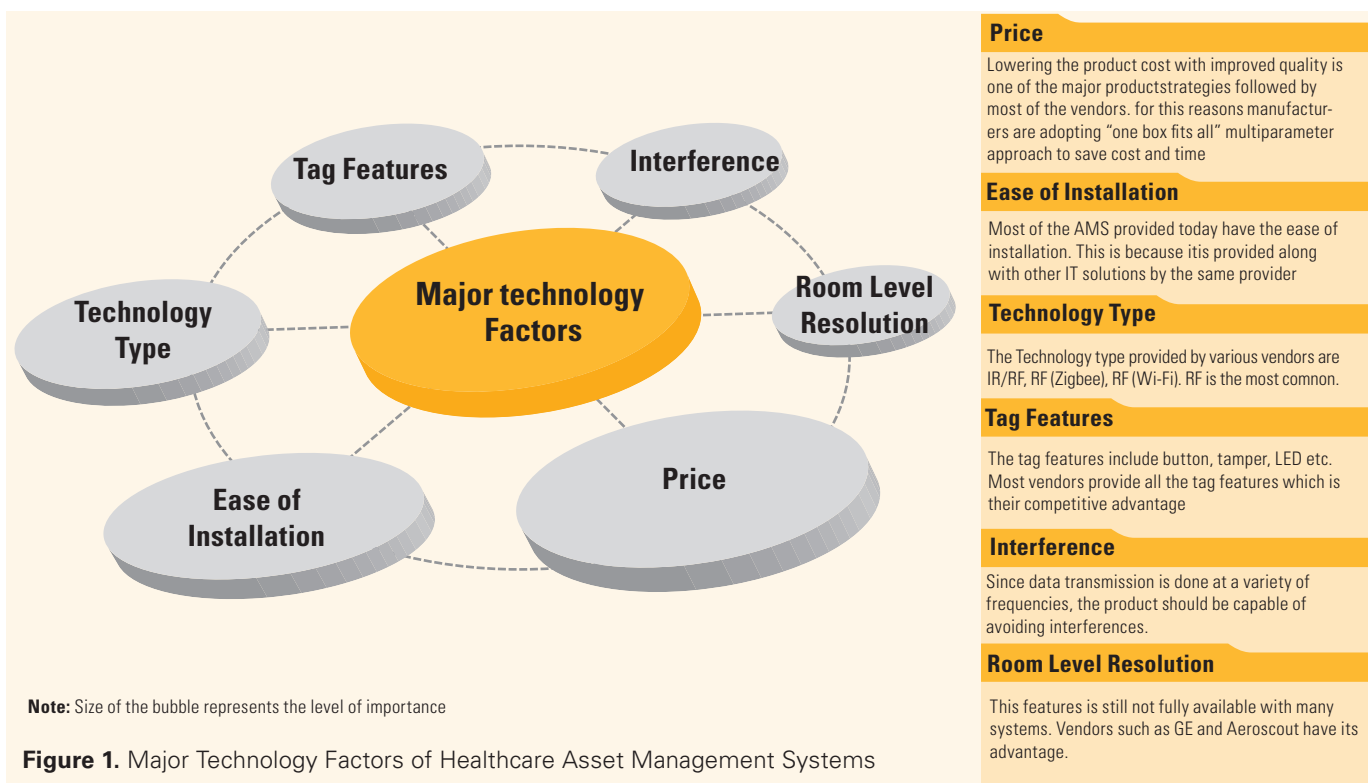 Tag Features
Interference
Major technology
Factors
Room Level
Resolution
Technology
Type
Price
Ease of
Installation
Note: Size of the bubble represents the level of importance
Figure 1. Major Technology Factors of Healthcare Asset Management Systems
Price
Lowering the product cost with improved quality is
one of the major productstrategies followed by
most of the vendors. for this reasons manufactur-
ers are adopting “one box fits all” multiparameter
approach to save cost and time
Ease of Installation
Most of the AMS provided today have the ease of
installation. This is because itis provided along
with other IT solutions by the same provider
Technology Type
The Technology type provided by various vendors are
IR/RF, RF (Zigbee), RF (Wi-Fi). RF is the most comnon.
Tag Features
The tag features include button, tamper, LED etc.
Most vendors provide all the tag features which is
their competitive advantage
Interference
Since data transmission is done at a variety of
frequencies, the product should be capable of
avoiding interferences.
Room Level Resolution
This features is still not fully available with many
systems. Vendors such as GE and Aeroscout have its
advantage.